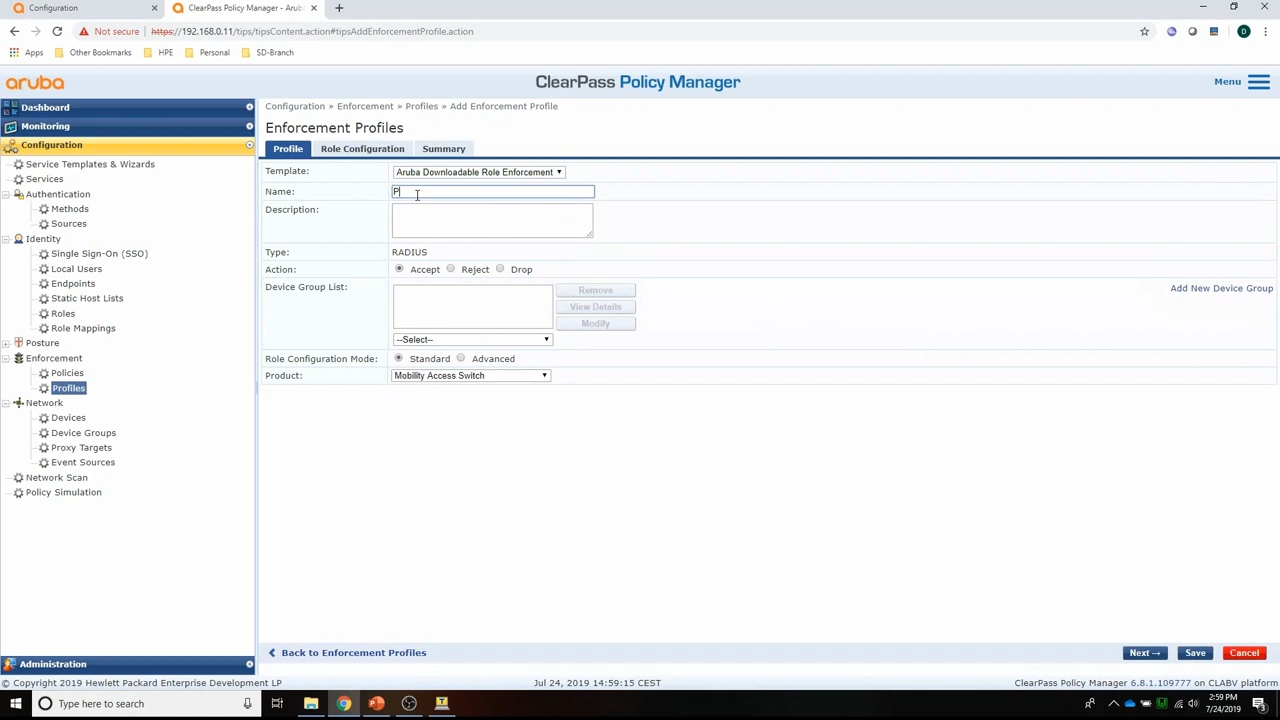 Configuration
ClearPass Policy Manager - Aruba
Not secure | https://192.168.0.11/tips/tipsContent.action#tipsAddEnforcementProfile.action
D
Apps Other Bookmarks HPE Personal SD-Branch
aruba
ClearPass Policy Manager
Menu
Dashboard
Monitoring
Configuration
Service Templates & Wizards
Services
Authentication
Methods
Sources
Identity
Single Sign-On (SSO)
Local Users
Endpoints
Static Host Lists
Roles
Role Mappings
Posture
Enforcement
Policies
Profiles
Network
Devices
Device Groups
Proxy Targets
Event Sources
Network Scan
Policy Simulation
Administration
Configuration » Enforcement » Profiles » Add Enforcement Profile
Enforcement Profiles
Profile Role Configuration Summary
Template: Aruba Downloadable Role Enforcement
Name: P
Description:
Type: RADIUS
Action: Accept Reject Drop
Device Group List: Remove
View Details
Modify
--Select--
Add New Device Group
Role Configuration Mode: Standard Advanced
Product: Mobility Access Switch
Back to Enforcement Profiles
Next → Save Cancel
© Copyright 2019 Hewlett Packard Enterprise Development LP Jul 24, 2019 14:59:15 CEST ClearPass Policy Manager 6.8.1.109777 on CLABV platform
Type here to search
2:59 PM
7/24/2019